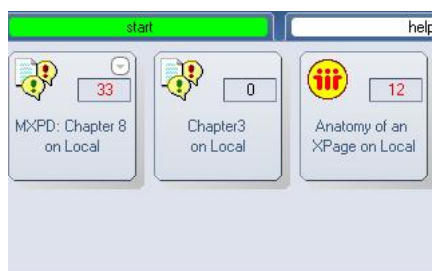 start
help
33
0
12
MXPD: Chapter 8
on Local
Chapter3
on Local
Anatomy of an
XPage on Local